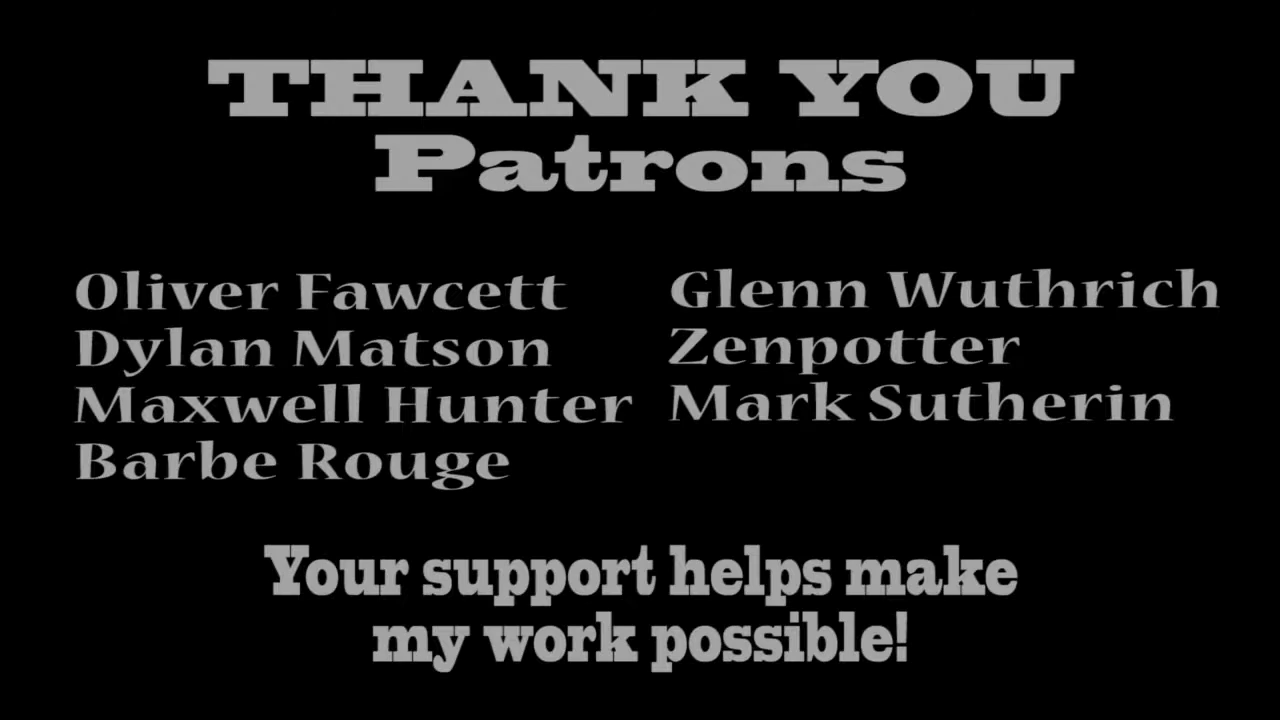 THANK YOU
Patrons
Oliver Fawcett
Dylan Matson
Maxwell Hunter
Barbe Rouge
Glenn Wuthrich
Zenpotter
Mark Sutherin
Your support helps make
my work possible!